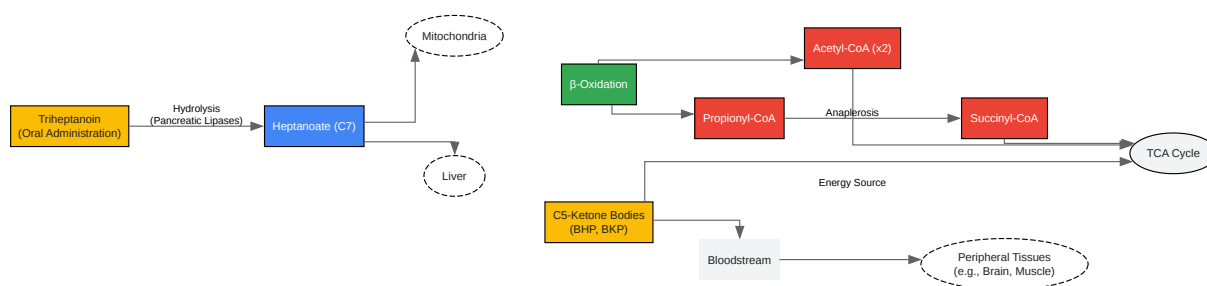 Triheptanoin
(Oral Administration)
Hydrolysis
(Pancreatic Lipases)
Heptanoate (C7)
Mitochondria
Liver
β-Oxidation
Acetyl-CoA (x2)
Propionyl-CoA
Anaplerosis
Succinyl-CoA
TCA Cycle
Energy Source
C5-Ketone Bodies
(BHP, BKP)
Bloodstream
Peripheral Tissues
(e.g., Brain, Muscle)